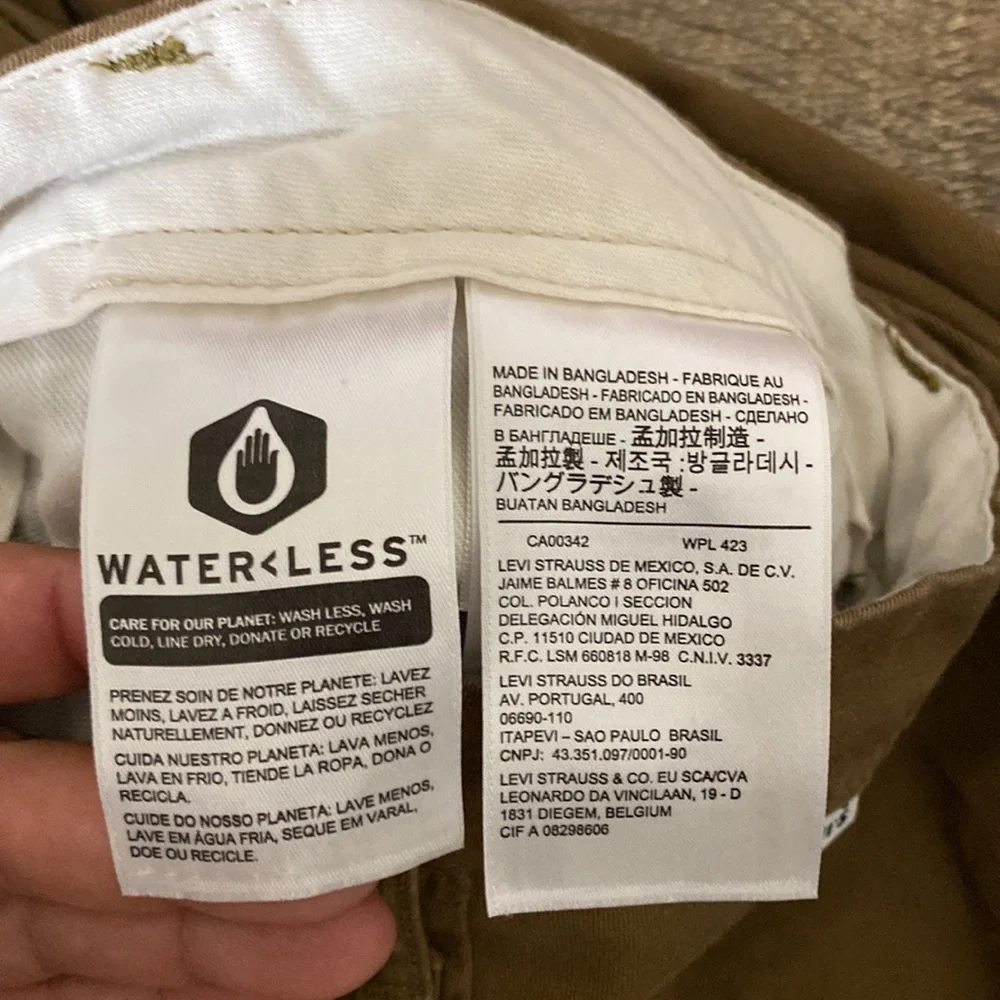 WATER<LESS™
CARE FOR OUR PLANET: WASH LESS, WASH
COLD, LINE DRY, DONATE OR RECYCLE
PRENEZ SOIN DE NOTRE PLANETE: LAVEZ
MOINS, LAVEZ A FROID, LAISSEZ SECHER
NATURELLEMENT, DONNEZ OU RECYCLEZ
CUIDA NUESTRO PLANETA: LAVA MENOS,
LAVA EN FRIO, TIENDE LA ROPA, DONA O
RECICLA.
CUIDE DO NOSSO PLANETA: LAVE MENOS,
LAVE EM ÁGUA FRIA, SEQUE EM VARAL,
DOE OU RECICLE.
MADE IN BANGLADESH - FABRIQUE AU
BANGLADESH - FABRICADO EN BANGLADESH -
FABRICADO EM BANGLADESH - СДЕЛАНО
В БАНГЛАДЕШЕ - 孟加拉制造 -
孟加拉製 - 제조국 :방글라데시 -
バングラデシュ製 -
BUATAN BANGLADESH
CA00342 WPL 423
LEVI STRAUSS DE MEXICO, S.A. DE C.V.
JAIME BALMES # 8 OFICINA 502
COL. POLANCO I SECCION
DELEGACIÓN MIGUEL HIDALGO
C.P. 11510 CIUDAD DE MEXICO
R.F.C. LSM 660818 M-98 C.N.I.V. 3337
LEVI STRAUSS DO BRASIL
AV. PORTUGAL, 400
06690-110
ITAPEVI – SAO PAULO BRASIL
CNPJ: 43.351.097/0001-90
LEVI STRAUSS & CO. EU SCA/CVA
LEONARDO DA VINCILAAN, 19 - D
1831 DIEGEM, BELGIUM
CIF A 08298606